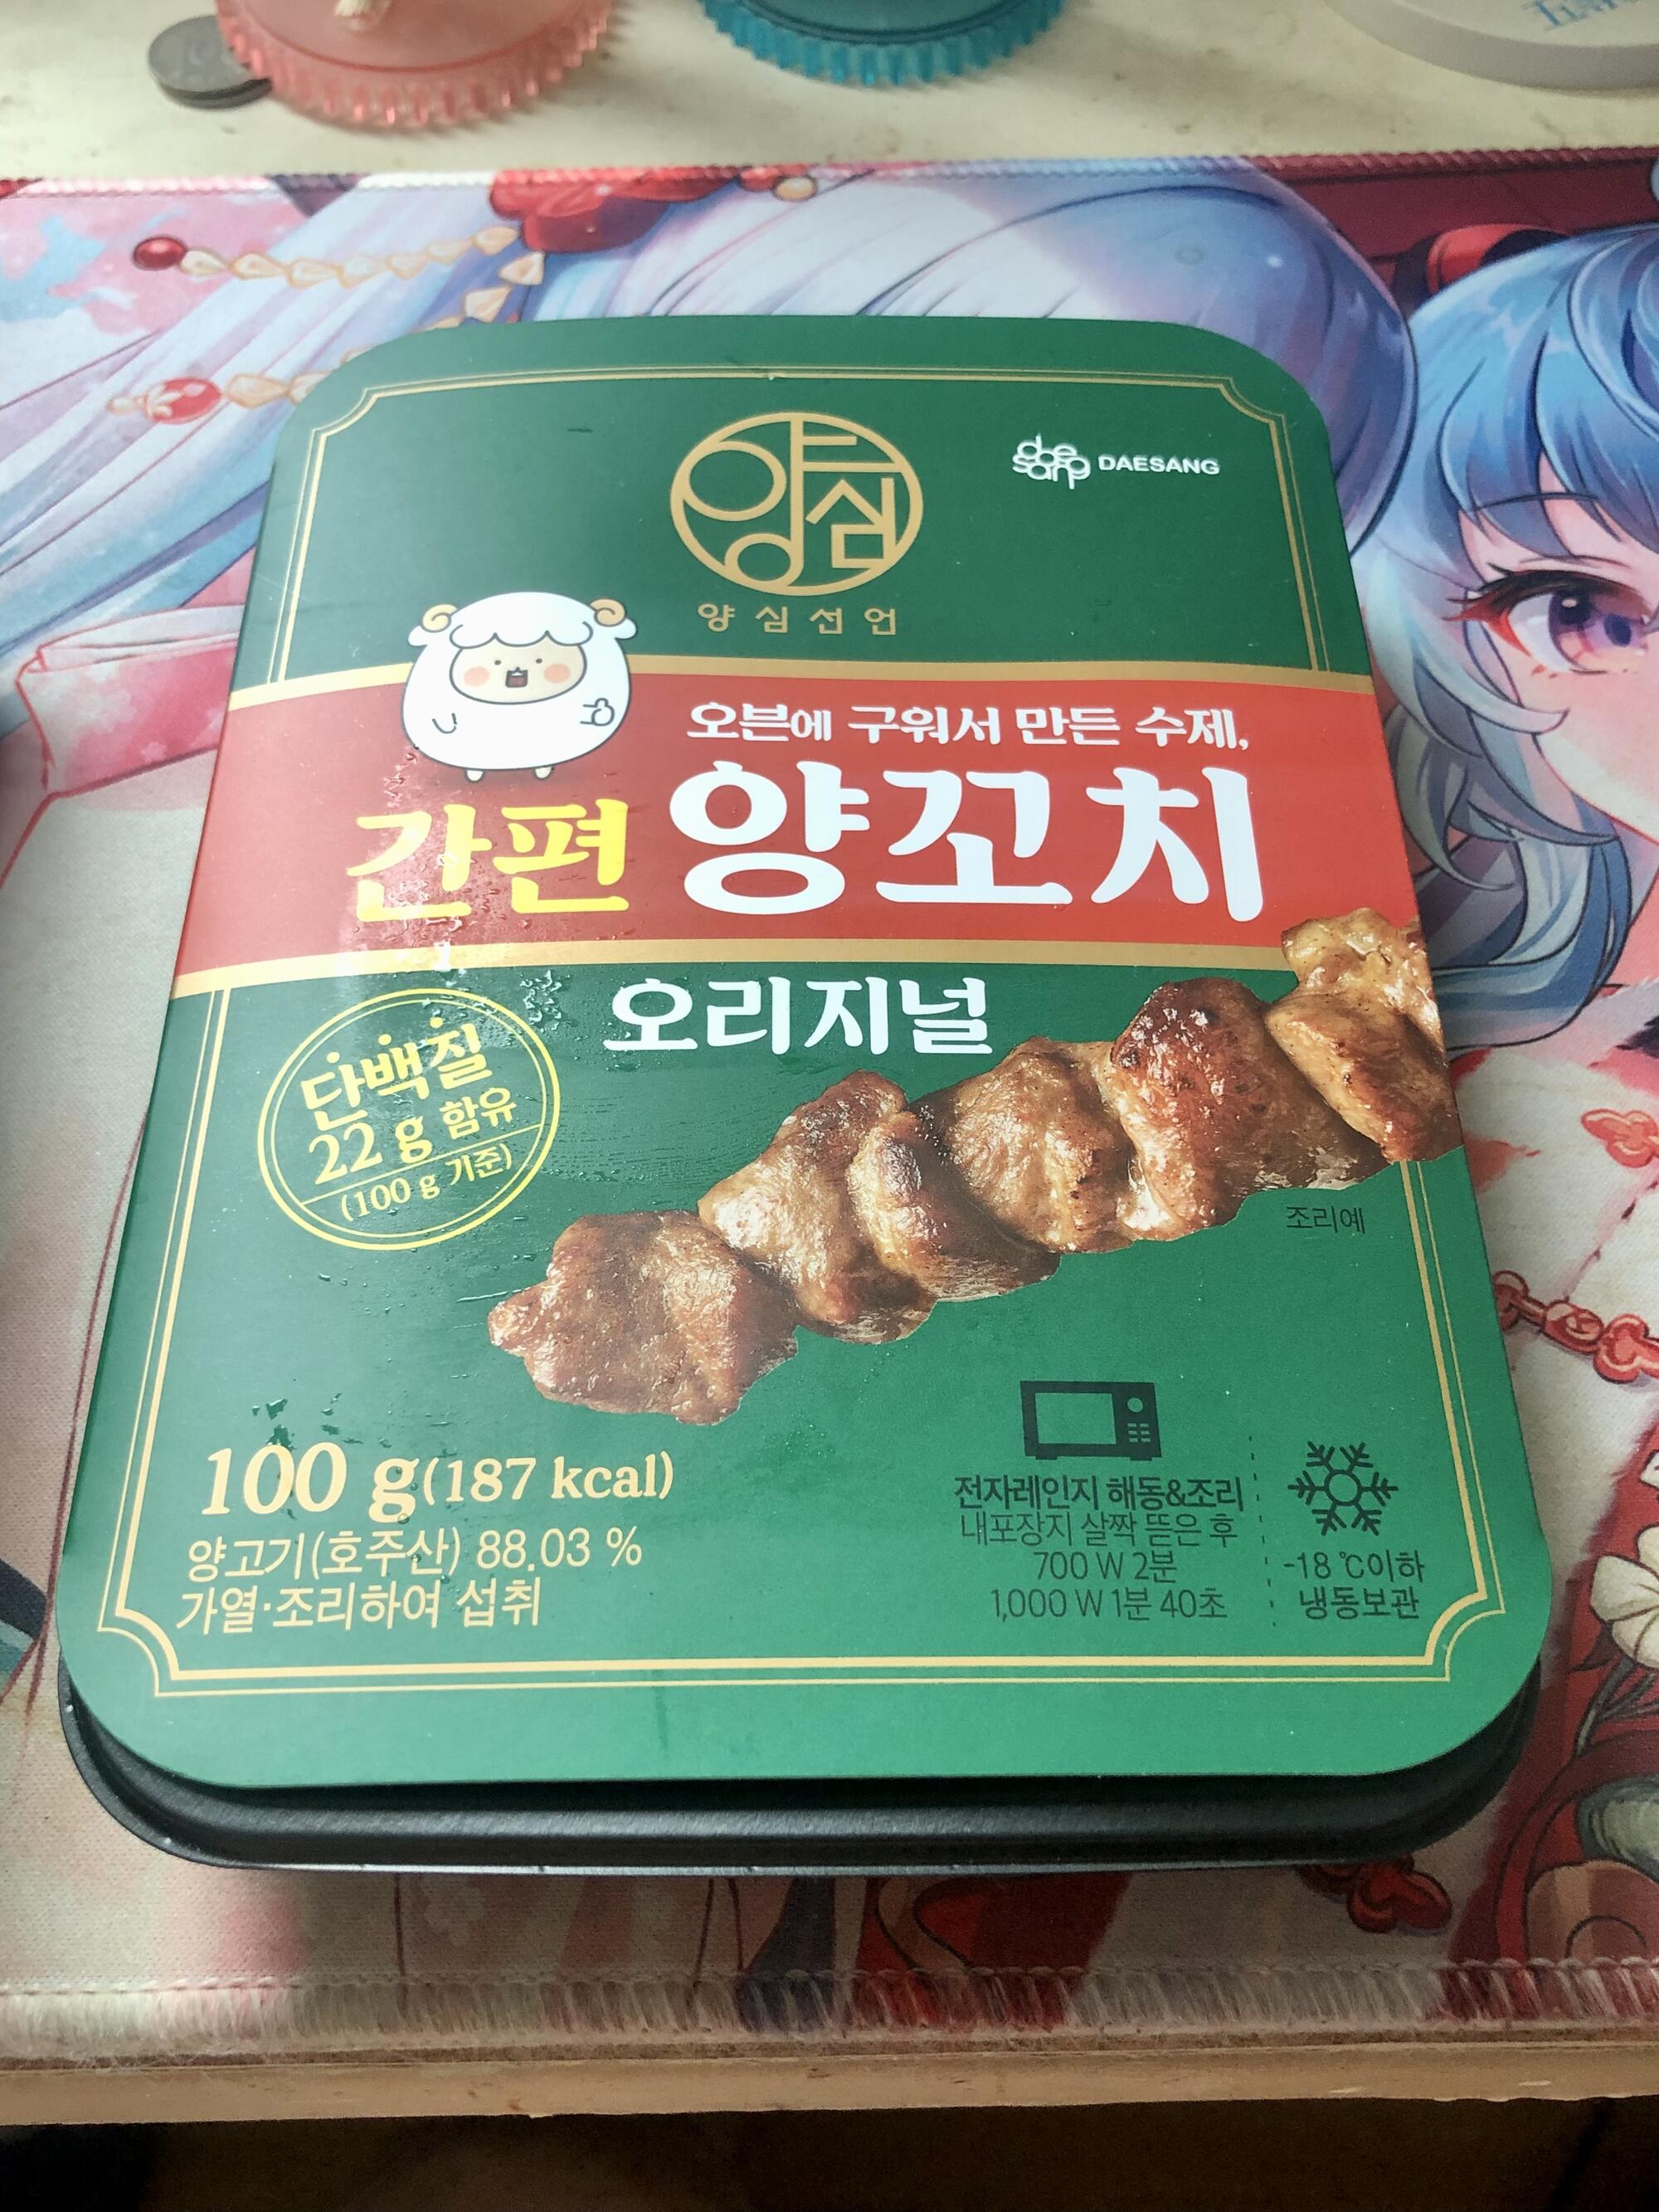 양심
dae sang DAESANG
양심선언
오븐에 구워서 만든 수제,
간편 양꼬치
오리지널
단백질
22 g 함유
(100 g 기준)
조리예
100 g(187 kcal)
양고기(호주산) 88.03 %
가열·조리하여 섭취
전자레인지 해동&조리
내포장지 살짝 뜯은 후
700 W 2분
1,000 W 1분 40초
-18 ℃이하
냉동보관